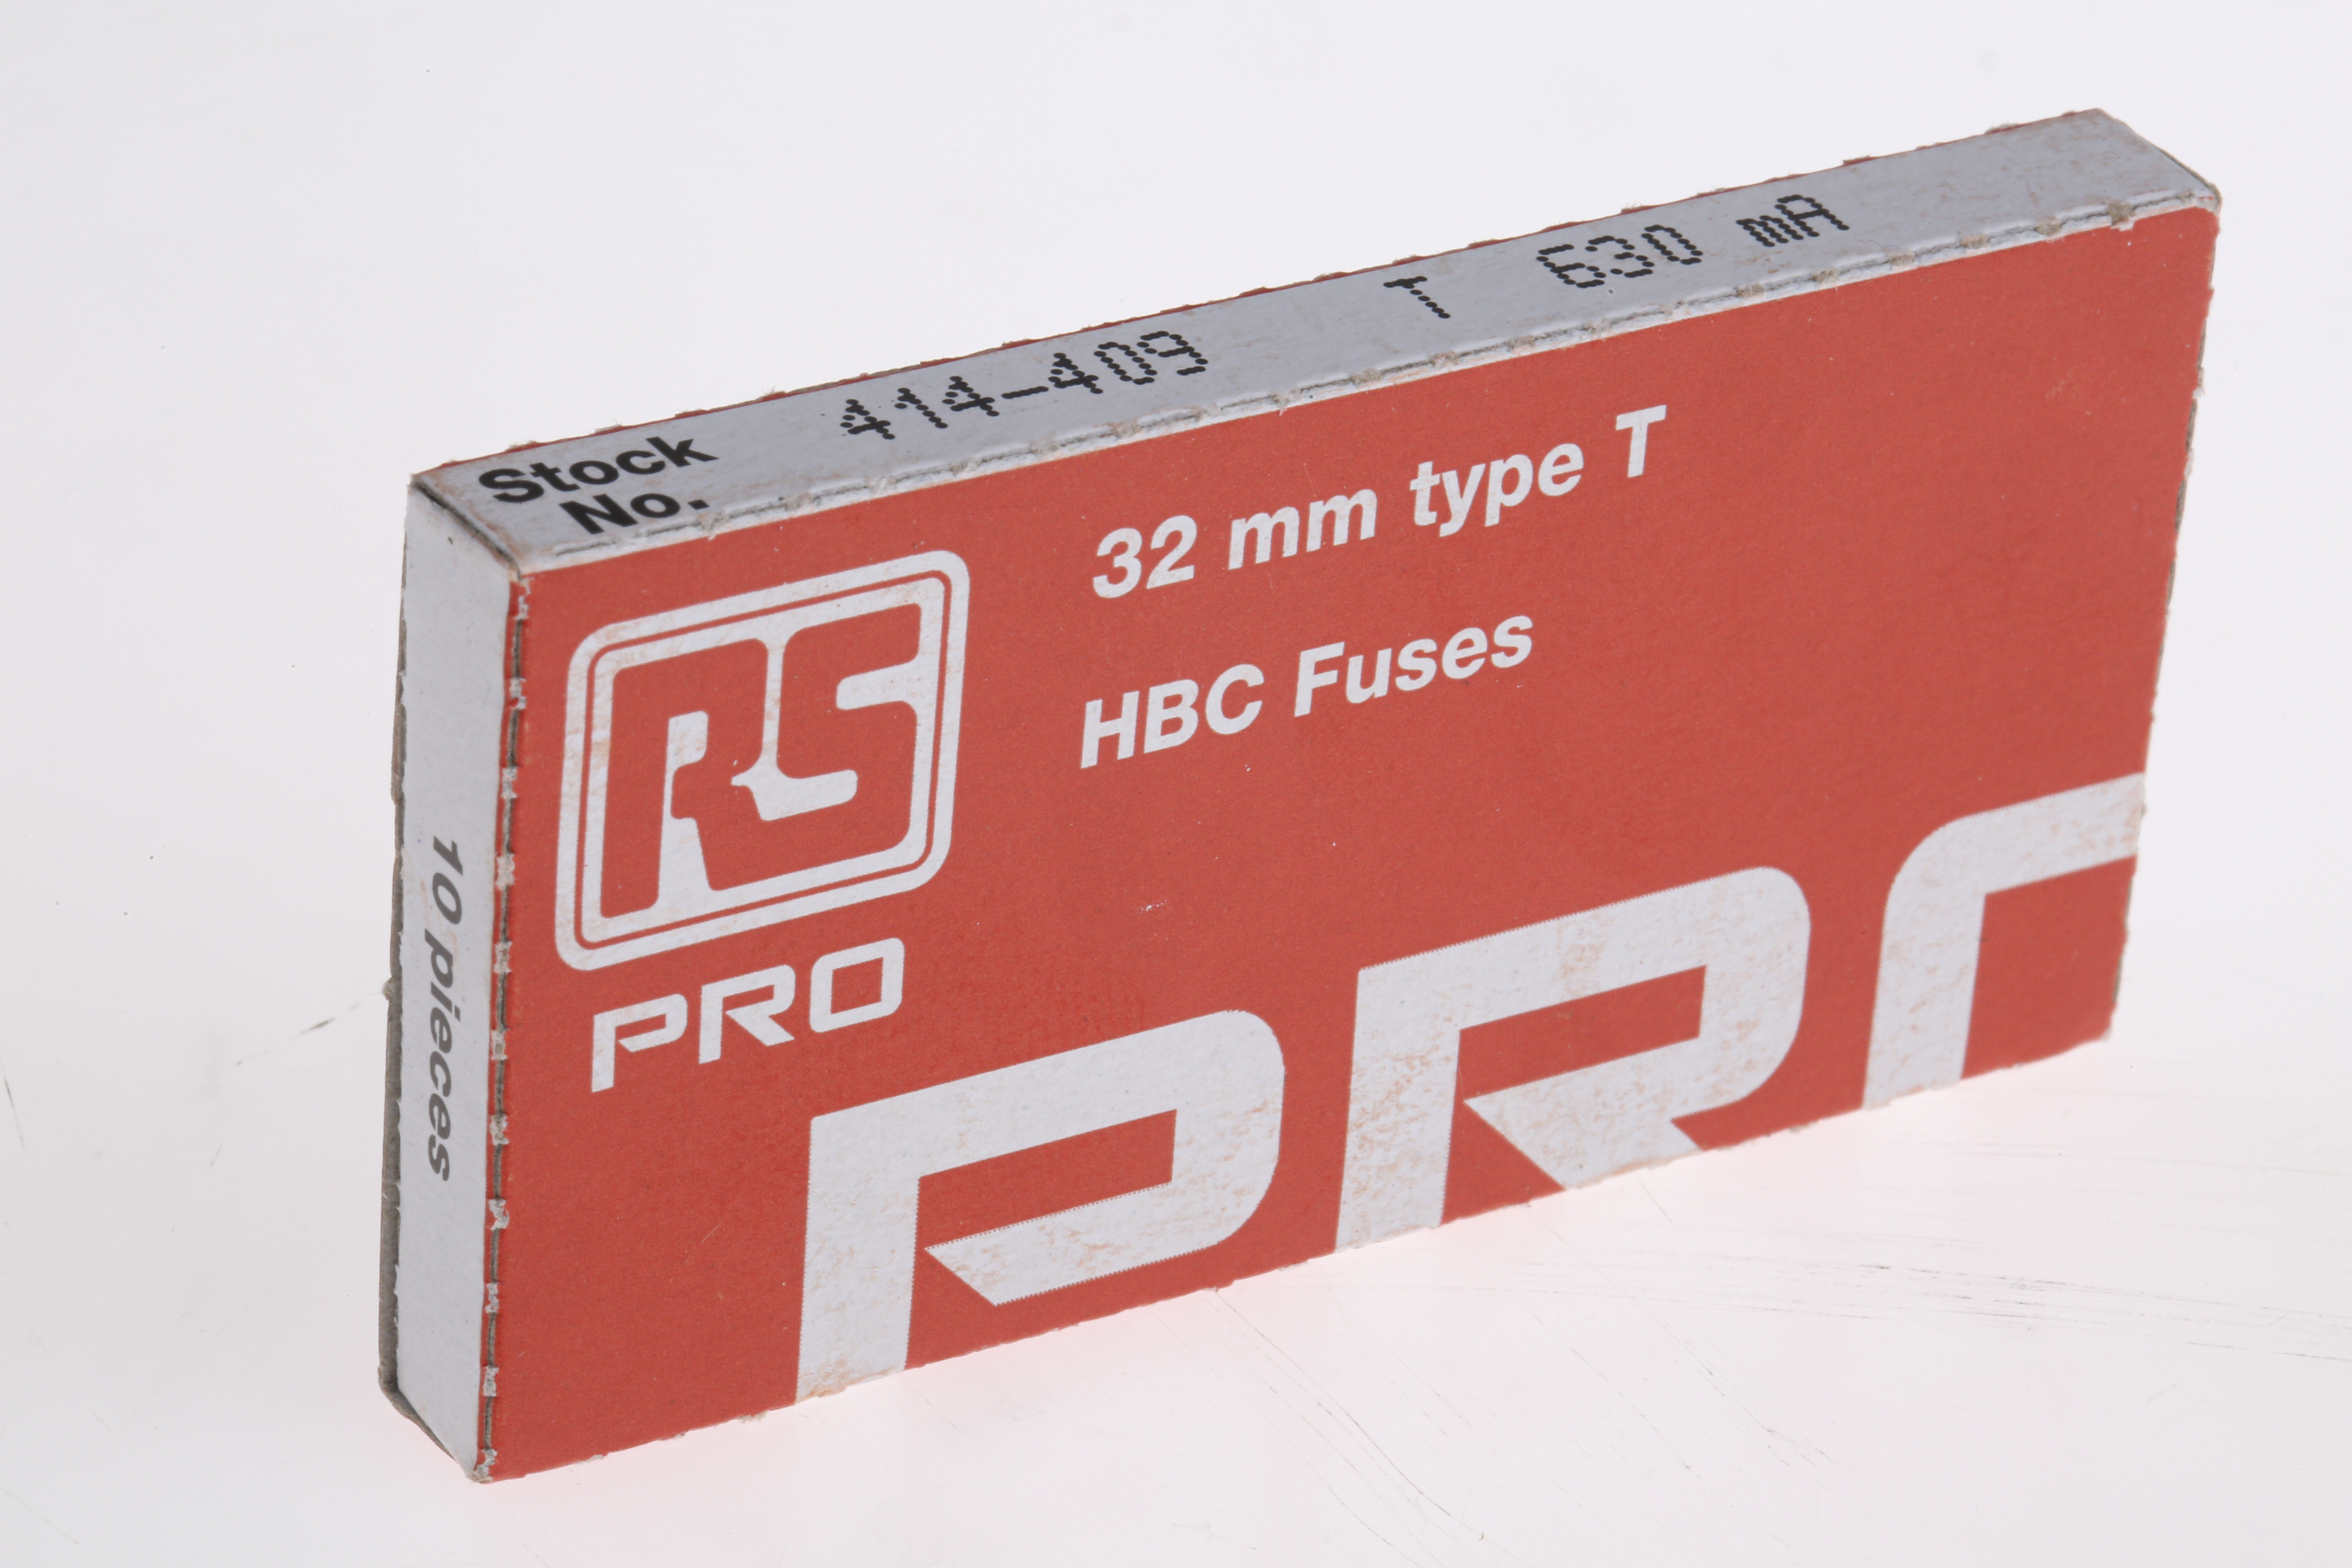 Stock
No.
414-409 T 630 mA
32 mm type T
HBC Fuses
RS
PRO
PRO
10 pieces